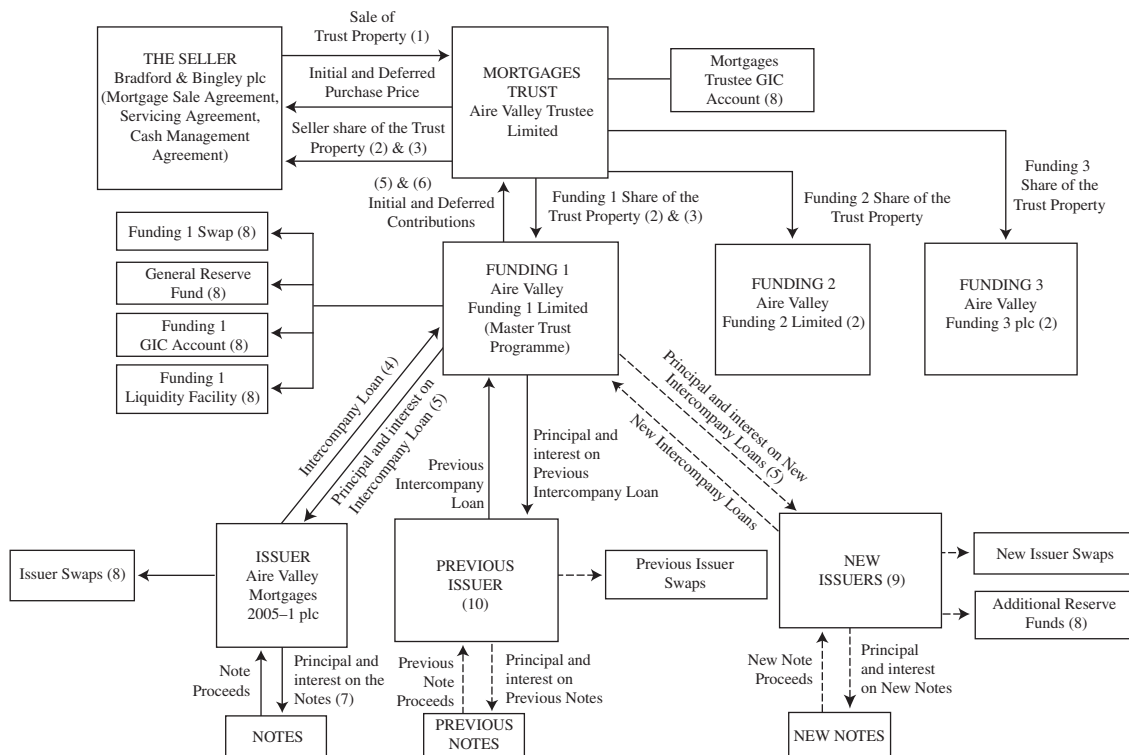 Sale of
Trust Property (1)
THE SELLER
Bradford & Bingley plc
(Mortgage Sale Agreement,
Servicing Agreement,
Cash Management
Agreement)
Initial and Deferred
Purchase Price
Seller share of the Trust
Property (2) & (3)
MORTGAGES
TRUST
Aire Valley Trustee
Limited
Mortgages
Trustee GIC
Account (8)
(5) & (6)
Initial and Deferred
Contributions
Funding 1 Share of the
Trust Property (2) & (3)
Funding 2 Share of the
Trust Property
Funding 3
Share of the
Trust Property
Funding 1 Swap (8)
General Reserve
Fund (8)
Funding 1
GIC Account (8)
Funding 1
Liquidity Facility (8)
FUNDING 1
Aire Valley
Funding 1 Limited
(Master Trust
Programme)
FUNDING 2
Aire Valley
Funding 2 Limited (2)
FUNDING 3
Aire Valley
Funding 3 plc (2)
Intercompany Loan (4)
Principal and interest on
Intercompany Loan (5)
Previous
Intercompany
Loan
Principal and
interest on
Previous
Intercompany Loan
Principal and interest on New
Intercompany Loans (5)
New Intercompany Loans
Issuer Swaps (8)
ISSUER
Aire Valley
Mortgages
2005–1 plc
PREVIOUS
ISSUER
(10)
Previous Issuer
Swaps
NEW
ISSUERS (9)
New Issuer Swaps
Additional Reserve
Funds (8)
Note
Proceeds
Principal and
interest on the
Notes (7)
Previous
Note
Proceeds
Principal and
interest on
Previous Notes
New Note
Proceeds
Principal
and interest
on New Notes
NOTES
PREVIOUS
NOTES
NEW NOTES